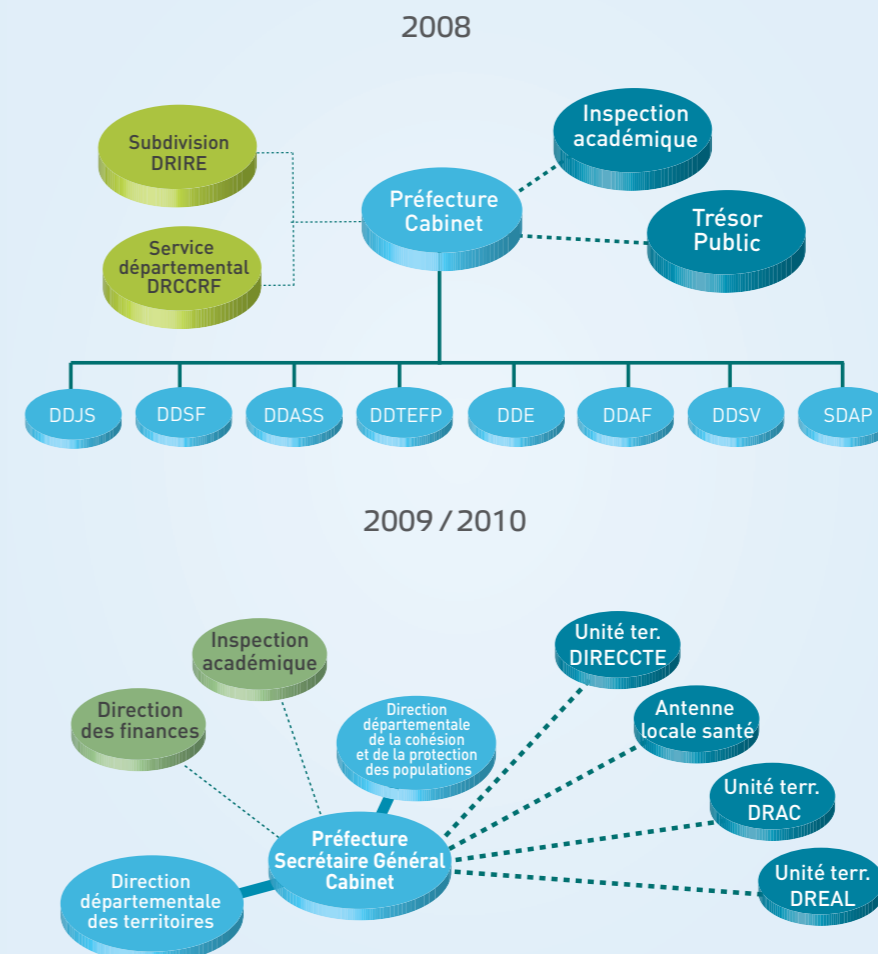 2008
Subdivision
DRIRE
Inspection
académique
Préfecture
Cabinet
Trésor
Public
Service
départemental
DRCCRF
DDJS
DDSF
DDASS
DDTEFP
DDE
DDAF
DDSV
SDAP
2009 / 2010
Inspection
académique
Unité ter.
DIRECCTE
Direction
des finances
Direction
départementale
de la cohésion
et de la protection
des populations
Antenne
locale santé
Unité terr.
DRAC
Préfecture
Secrétaire Général
Cabinet
Direction
départementale
des territoires
Unité terr.
DREAL